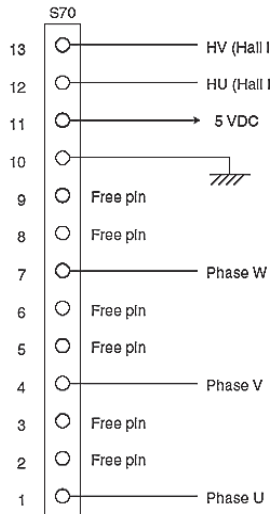 S70
13 HV (Hall
12 HU (Hall
11 5 VDC
10
9 Free pin
8 Free pin
7 Phase W
6 Free pin
5 Free pin
4 Phase V
3 Free pin
2 Free pin
1 Phase U